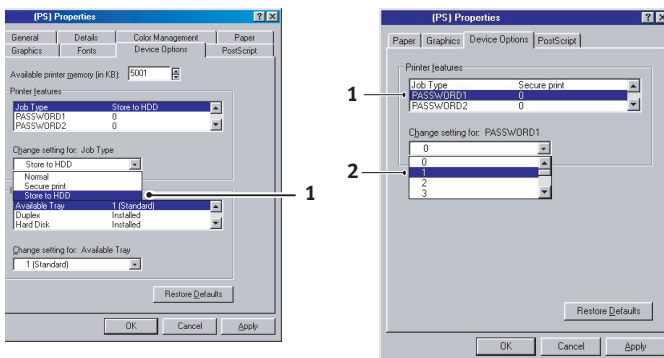 (PS) Properties
General Details Color Management Paper
Graphics Fonts Device Options PostScript
Available printer memory (in KB): 5001
Printer features
Job Type Store to HDD
PASSWORD1 0
PASSWORD2 0
Change setting for: Job Type
Store to HDD
Normal
Secure print
Store to HDD
1
Available Tray 1 (Standard)
Duplex Installed
Hard Disk Installed
Change setting for: Available Tray
1 (Standard)
Restore Defaults
OK Cancel Apply
(PS) Properties
Paper Graphics Device Options PostScript
Printer features
Job Type Secure print
1
PASSWORD1 0
PASSWORD2 0
Change setting for: PASSWORD1
0
0
2
1
2
3
Restore Defaults
OK Cancel Apply